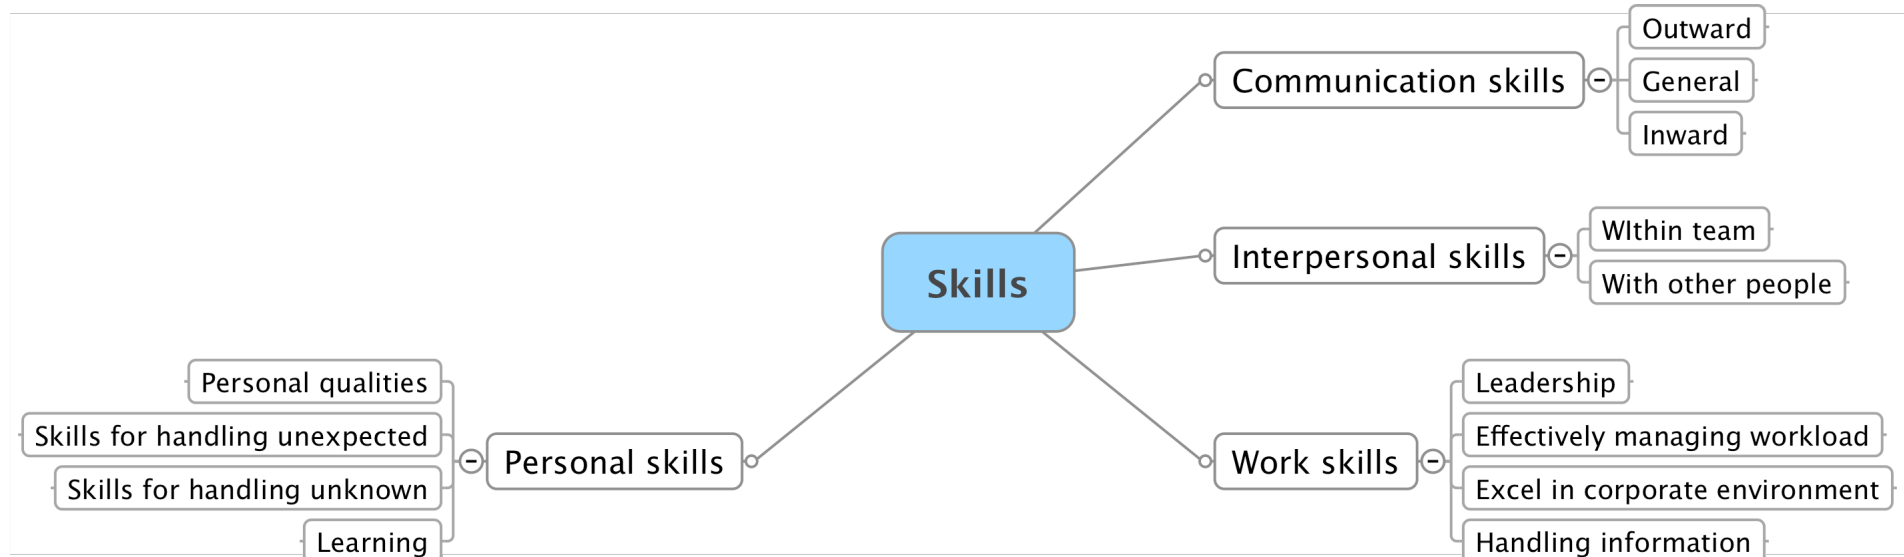 Skills
Communication skills
Outward
General
Inward
Interpersonal skills
WIthin team
With other people
Work skills
Leadership
Effectively managing workload
Excel in corporate environment
Handling information
Personal skills
Personal qualities
Skills for handling unexpected
Skills for handling unknown
Learning